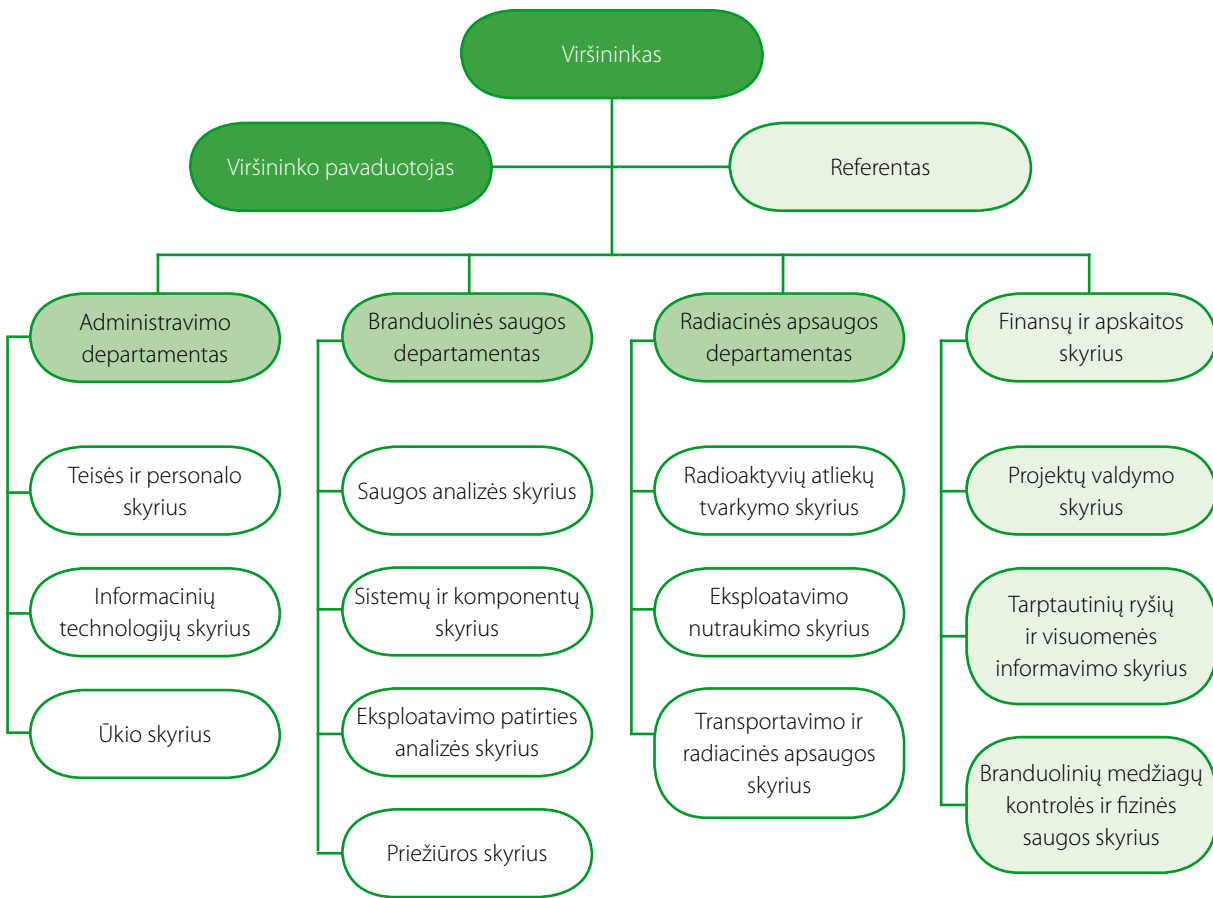 Viršininkas
Viršininko pavaduotojas
Referentas
Administravimo
departamentas
Teisės ir personalo
skyrius
Informacinių
technologijų skyrius
Ūkio skyrius
Branduolinės saugos
departamentas
Saugos analizės skyrius
Sistemų ir komponentų
skyrius
Eksploatavimo patirties
analizės skyrius
Priežiūros skyrius
Radiacinės apsaugos
departamentas
Radioaktyvių atliekų
tvarkymo skyrius
Eksploatavimo
nutraukimo skyrius
Transportavimo ir
radiacinės apsaugos
skyrius
Finansų ir apskaitos
skyrius
Projektų valdymo
skyrius
Tarptautinių ryšių
ir visuomenės
informavimo skyrius
Branduolinių medžiagų
kontrolės ir fizinės
saugos skyrius